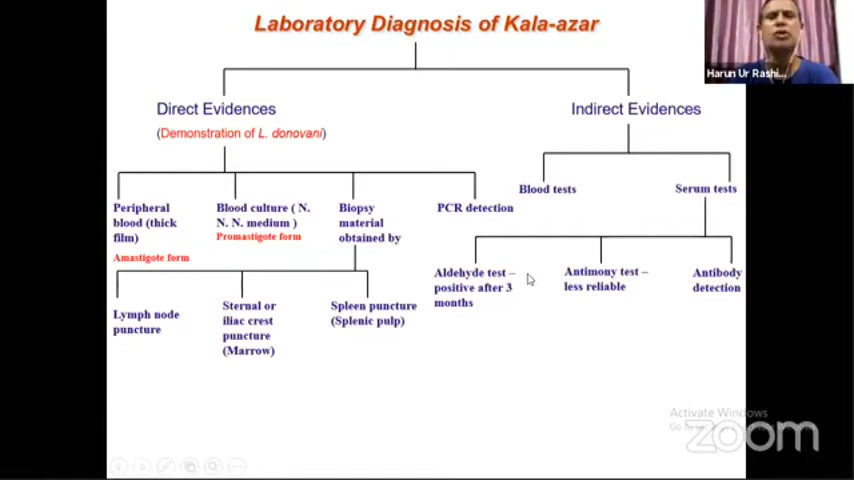 Laboratory Diagnosis of Kala-azar
Harun Ur Rashi...
Direct Evidences
(Demonstration of L. donovani)
Indirect Evidences
Blood tests
Serum tests
Peripheral
blood (thick
film)
Amastigote form
Blood culture ( N.
N. N. medium )
Promastigote form
Biopsy
material
obtained by
PCR detection
Aldehyde test –
positive after 3
months
Antimony test –
less reliable
Antibody
detection
Lymph node
puncture
Sternal or
iliac crest
puncture
(Marrow)
Spleen puncture
(Splenic pulp)
Activate Windows
zoom